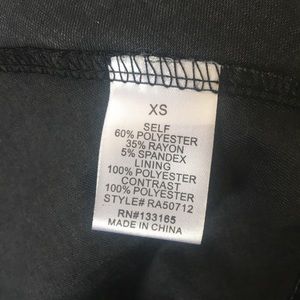 XS
SELF
60% POLYESTER
35% RAYON
5% SPANDEX
LINING
100% POLYESTER
CONTRAST
100% POLYESTER
STYLE# RA50712
RN#133165
MADE IN CHINA